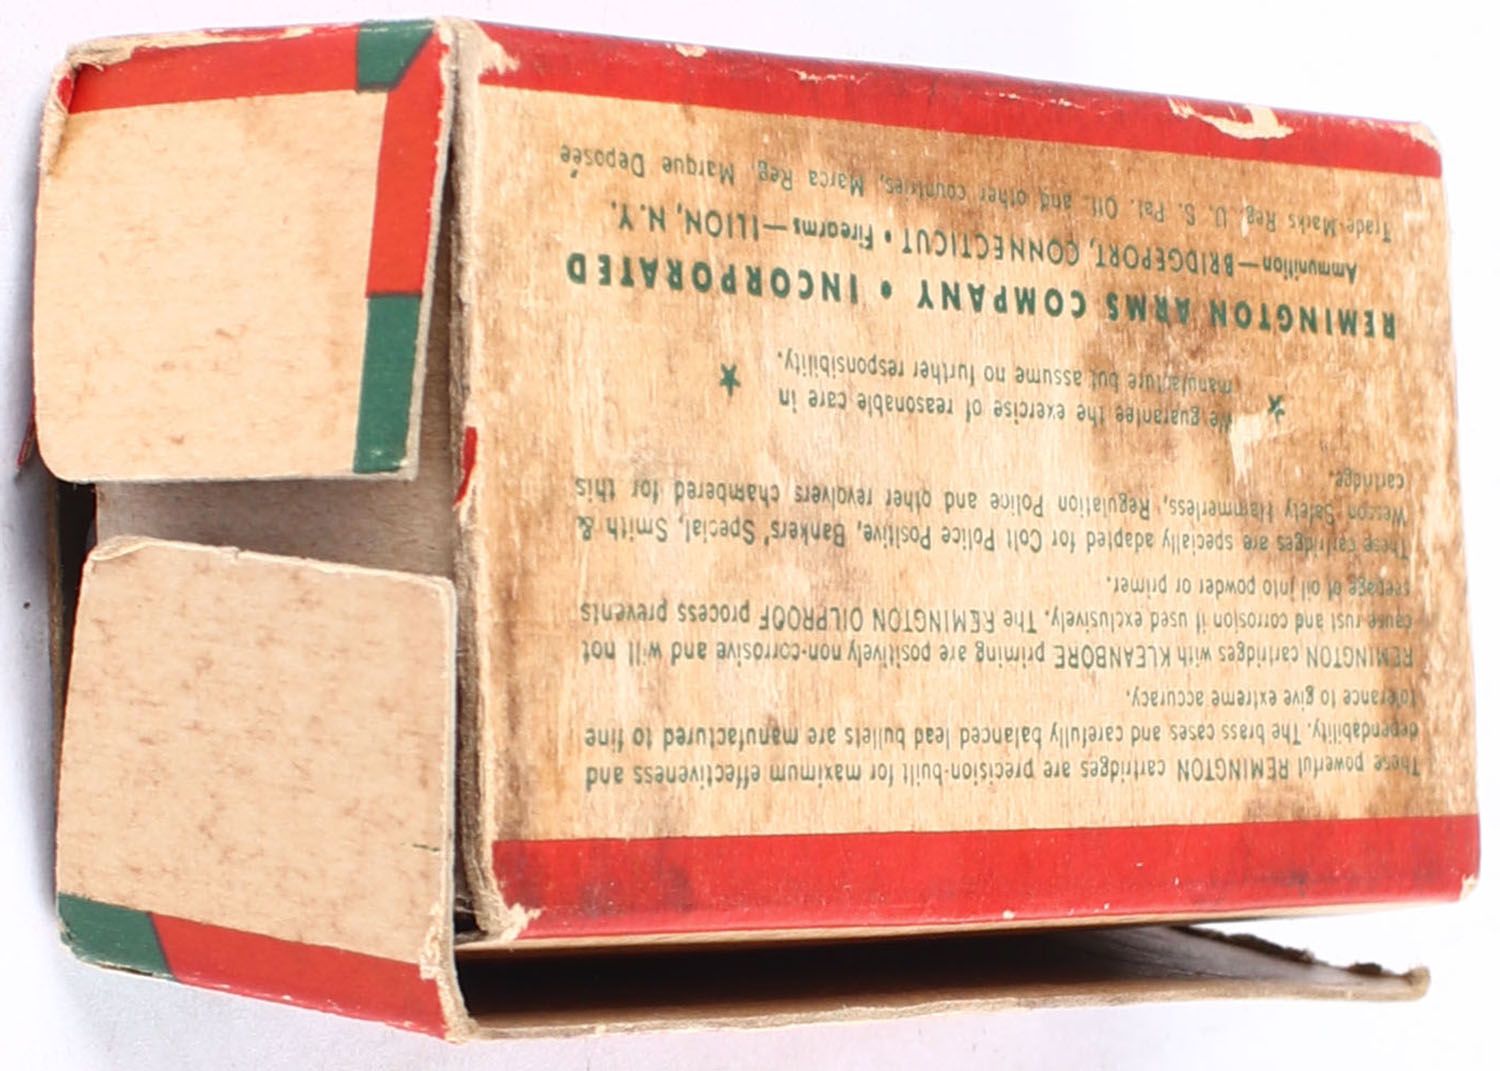 These powerful REMINGTON cartridges are precision-built for maximum effectiveness and
dependability. The brass cases and carefully balanced lead bullets are manufactured to fine
tolerance to give extreme accuracy.
REMINGTON cartridges with KLEANBORE priming are positively non-corrosive and will not
cause rust and corrosion if used exclusively. The REMINGTON OILPROOF process prevents
seepage of oil into powder or primer.
These cartridges are specially adapted for Colt Police Positive, Bankers' Special, Smith &
Wesson Safety Hammerless, Regulation Police and other revolvers chambered for this
cartridge.
We guarantee the exercise of reasonable care in
manufacture but assume no further responsibility.
REMINGTON ARMS COMPANY • INCORPORATED
Ammunition—BRIDGEPORT, CONNECTICUT • Firearms—ILION, N.Y.
Trade-Marks Reg. U. S. Pat. Off. and other countries, Marca Reg, Marque Déposée